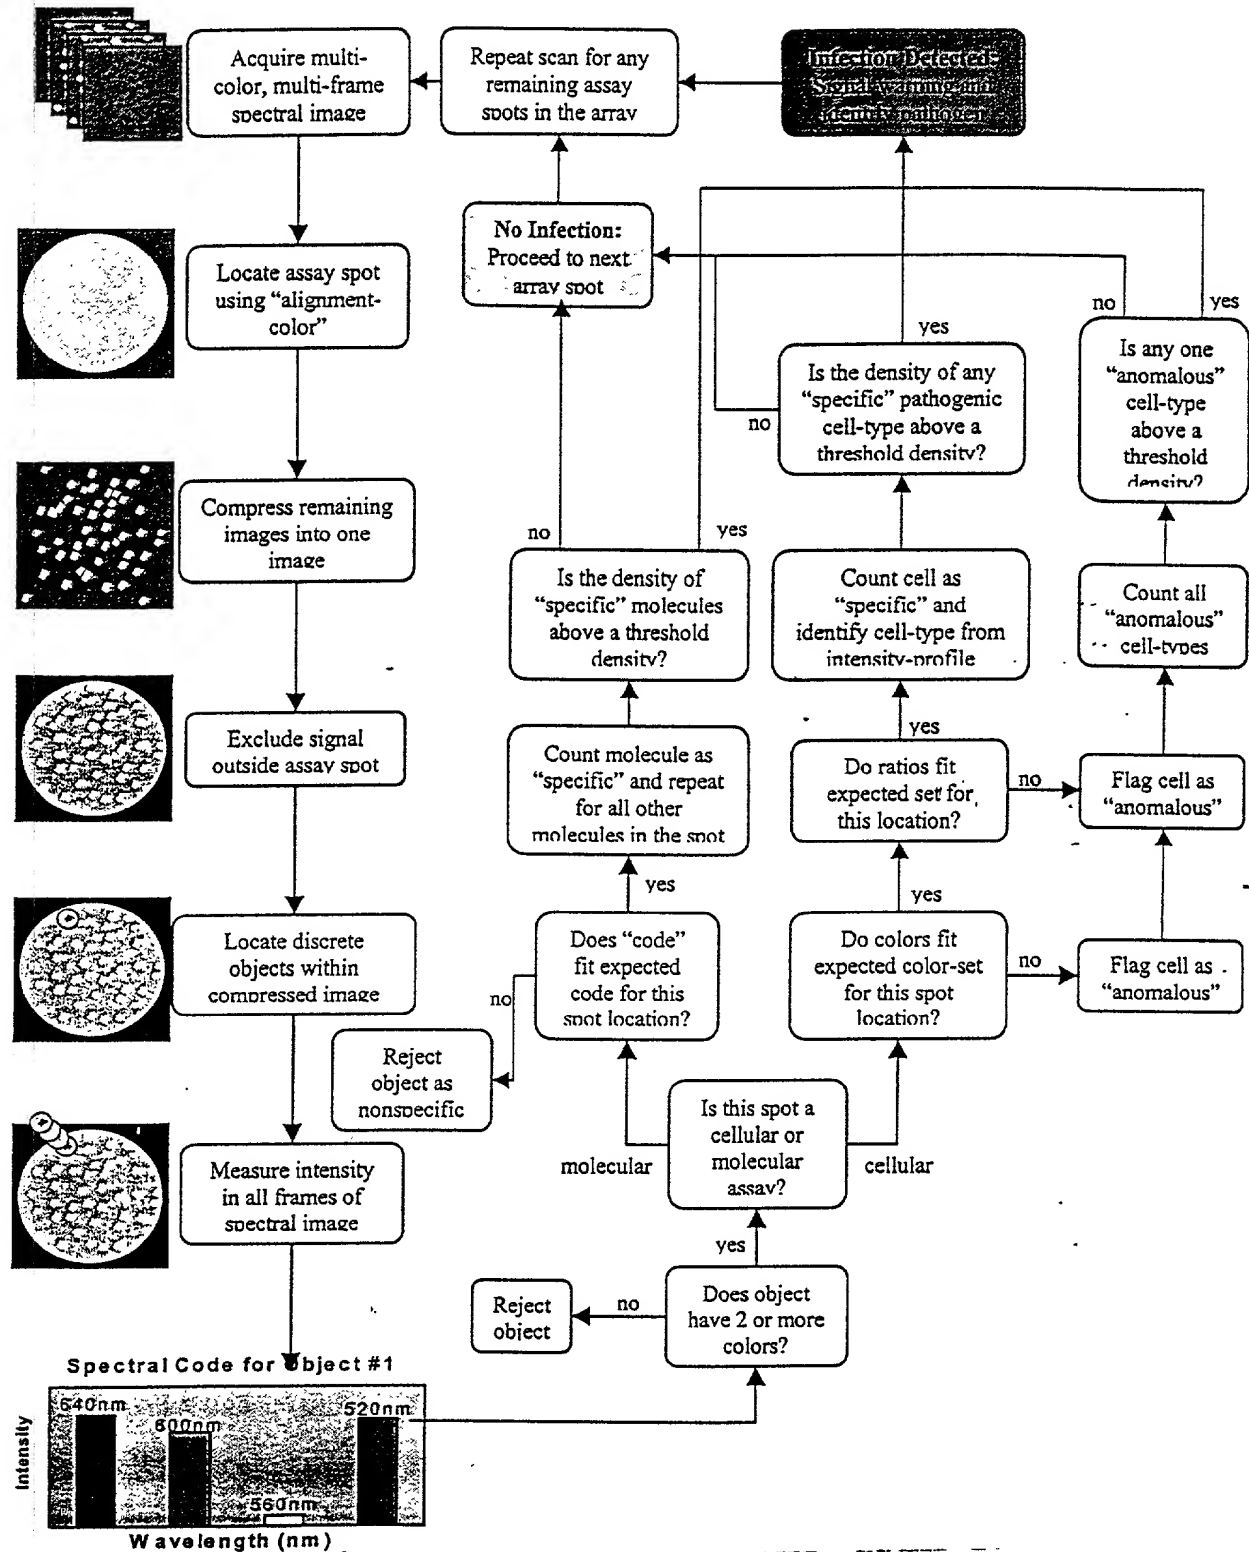 Acquire multi-
color, multi-frame
spectral image
Repeat scan for any
remaining assay
spots in the array
Infection Detected:
Signal warning and
identify pathogen
No Infection:
Proceed to next
array spot
Locate assay spot
using “alignment-
color”
no
yes
yes
Is the density of any
“specific” pathogenic
cell-type above a
threshold density?
no
Is any one
“anomalous”
cell-type
above a
threshold
density?
Compress remaining
images into one
image
no
yes
Is the density of
“specific” molecules
above a threshold
density?
Count cell as
“specific” and
identify cell-type from
intensity-profile
Count all
“anomalous”
cell-types
Exclude signal
outside assay spot
Count molecule as
“specific” and repeat
for all other
molecules in the spot
yes
Do ratios fit
expected set for
this location?
no
Flag cell as
“anomalous”
yes
yes
Locate discrete
objects within
compressed image
Does “code”
fit expected
code for this
spot location?
no
Do colors fit
expected color-set
for this spot
location?
no
Flag cell as
“anomalous”
Reject
object as
nonspecific
Is this spot a
cellular or
molecular
assay?
molecular
cellular
Measure intensity
in all frames of
spectral image
yes
Does object
have 2 or more
colors?
no
Reject
object
Spectral Code for Object #1
640nm
600nm
560nm
520nm
Intensity
Wavelength (nm)